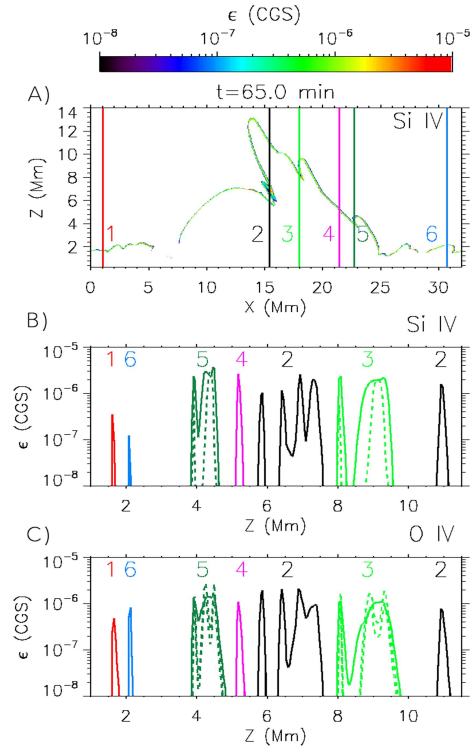 ϵ (CGS)
10⁻⁸ 10⁻⁷ 10⁻⁶ 10⁻⁵
A) t=65.0 min
Si IV
14
12
10
8
6
4
2
Z (Mm)
1 2 3 4 5 6
0 5 10 15 20 25 30
X (Mm)
B) Si IV
10⁻⁵
10⁻⁶
10⁻⁷
10⁻⁸
ϵ (CGS)
1 6 5 4 2 3 2
2 4 6 8 10
Z (Mm)
C) O IV
10⁻⁵
10⁻⁶
10⁻⁷
10⁻⁸
ϵ (CGS)
1 6 5 4 2 3 2
2 4 6 8 10
Z (Mm)